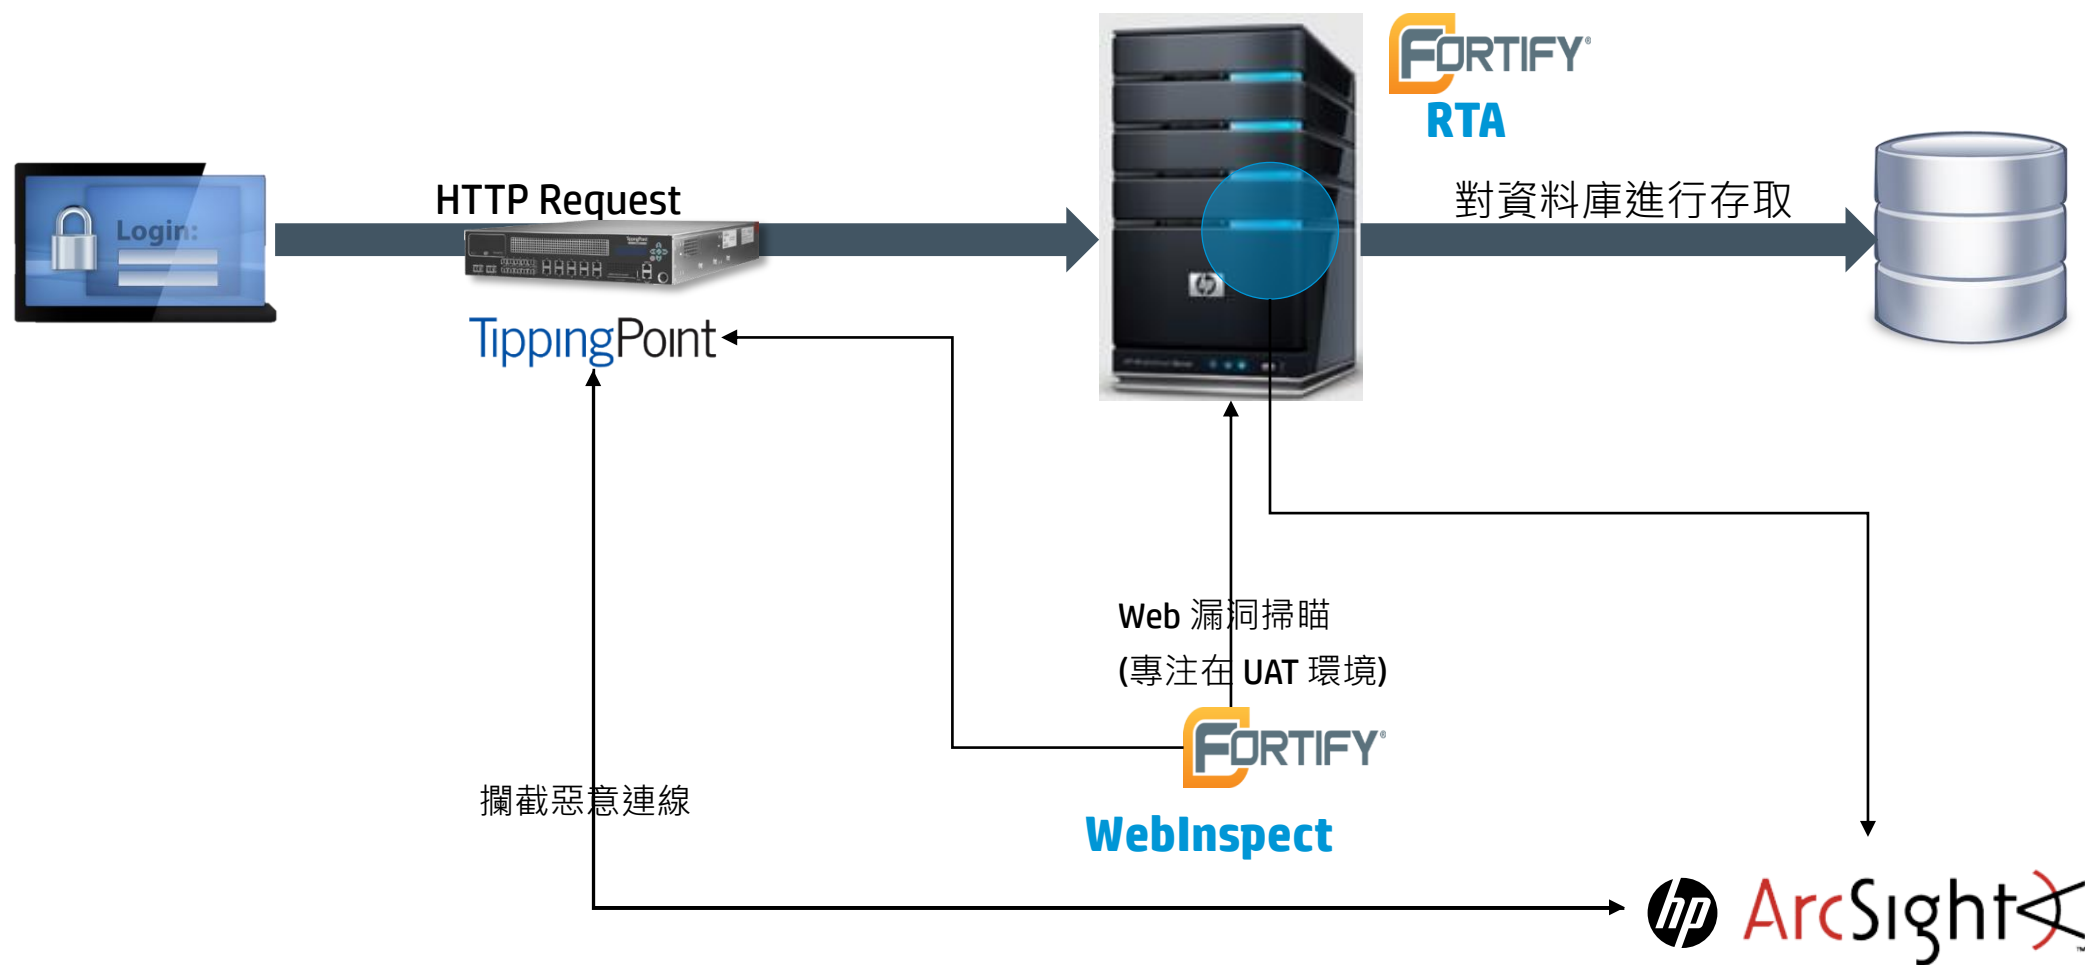 FORTIFY®
RTA
HTTP Request
對資料庫進行存取
Login:
TippingPoint
Web 漏洞掃瞄
(專注在 UAT 環境)
FORTIFY®
攔截惡意連線
WebInspect
hp ArcSight™